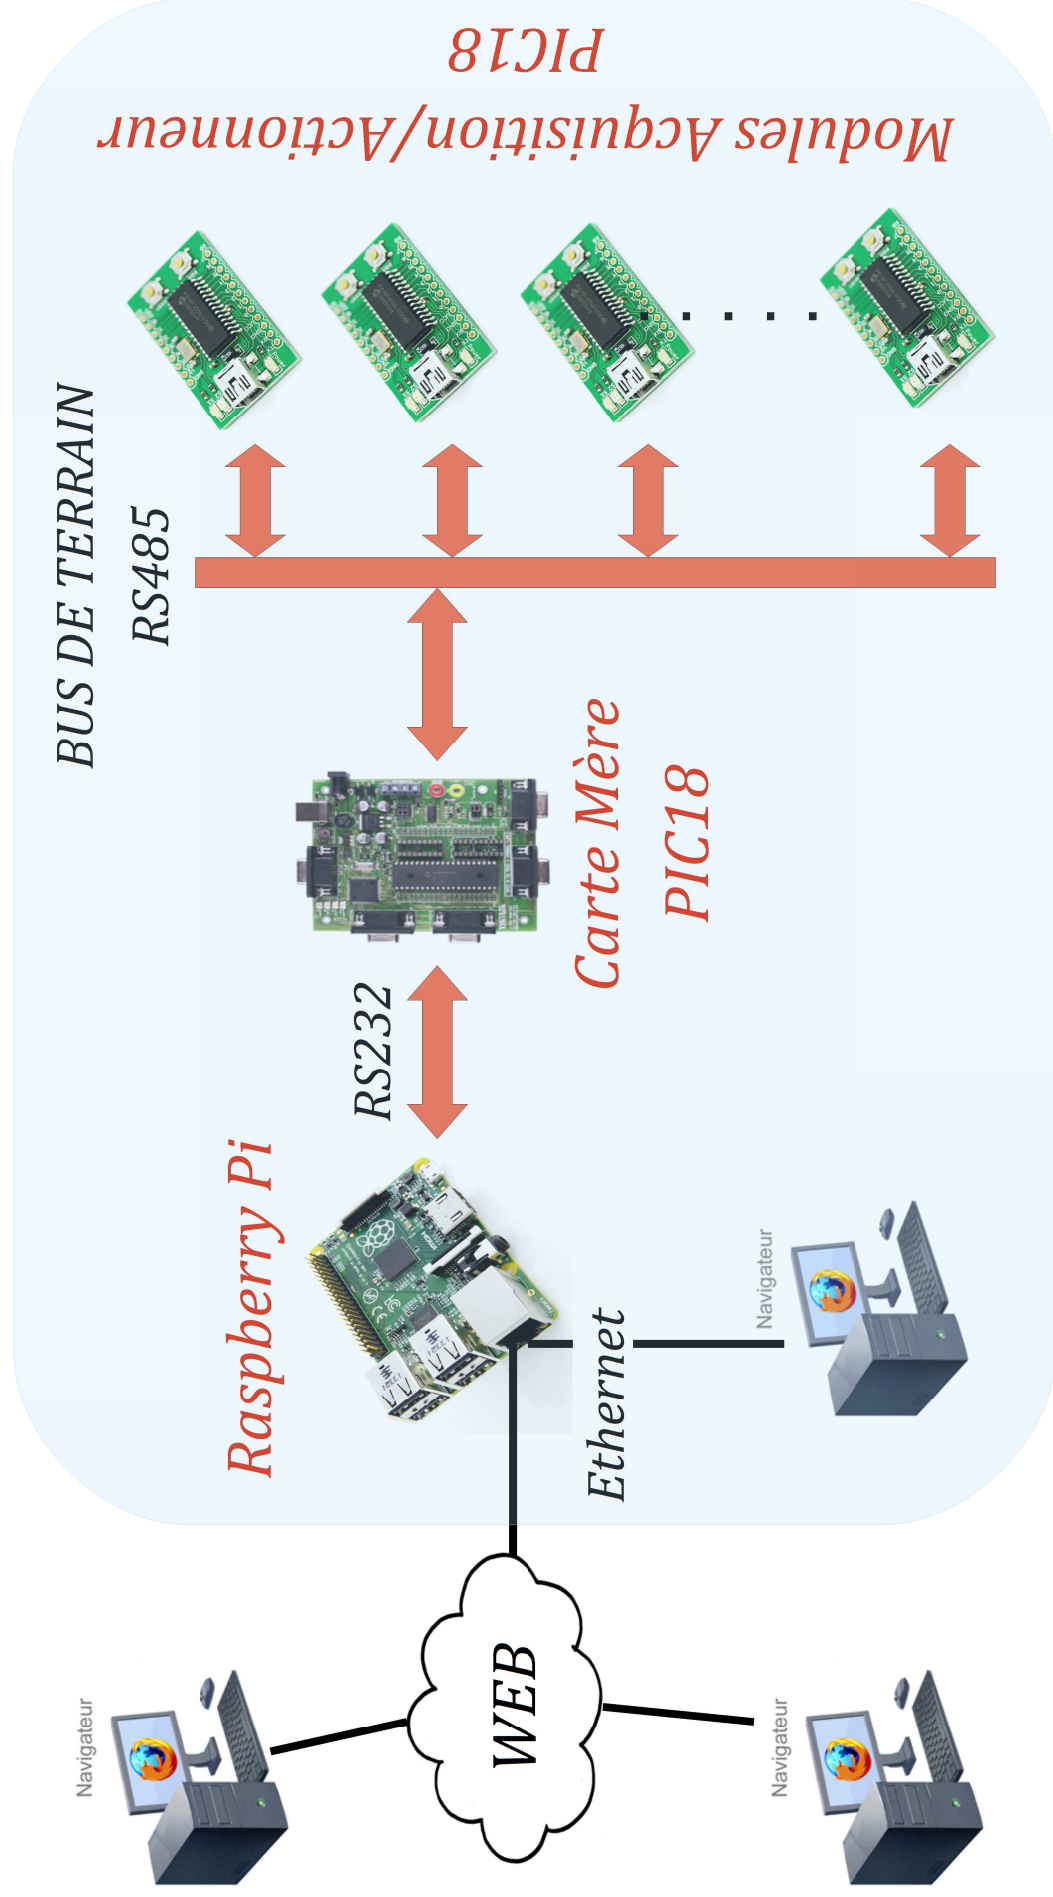 BUS DE TERRAIN
RS485
Modules Acquisition/Actionneur
PIC18
Raspberry Pi
RS232
Carte Mère
PIC18
Ethernet
Navigateur
Navigateur
WEB
Navigateur